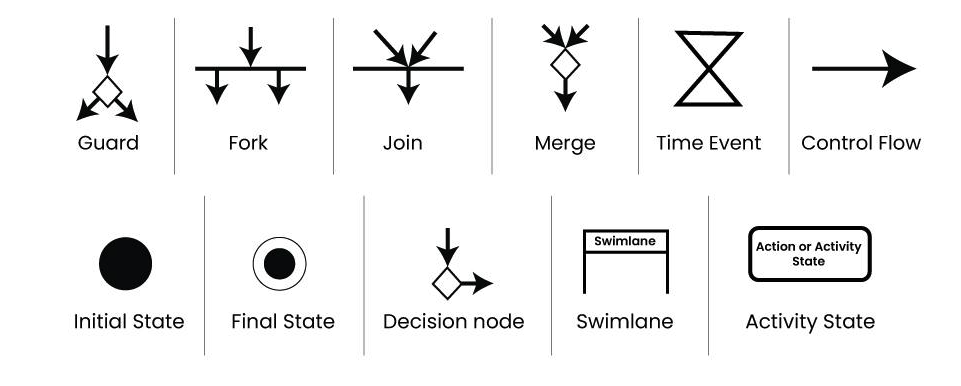 Guard
Fork
Join
Merge
Time Event
Control Flow
Swimlane
Action or Activity
State
Initial State
Final State
Decision node
Swimlane
Activity State